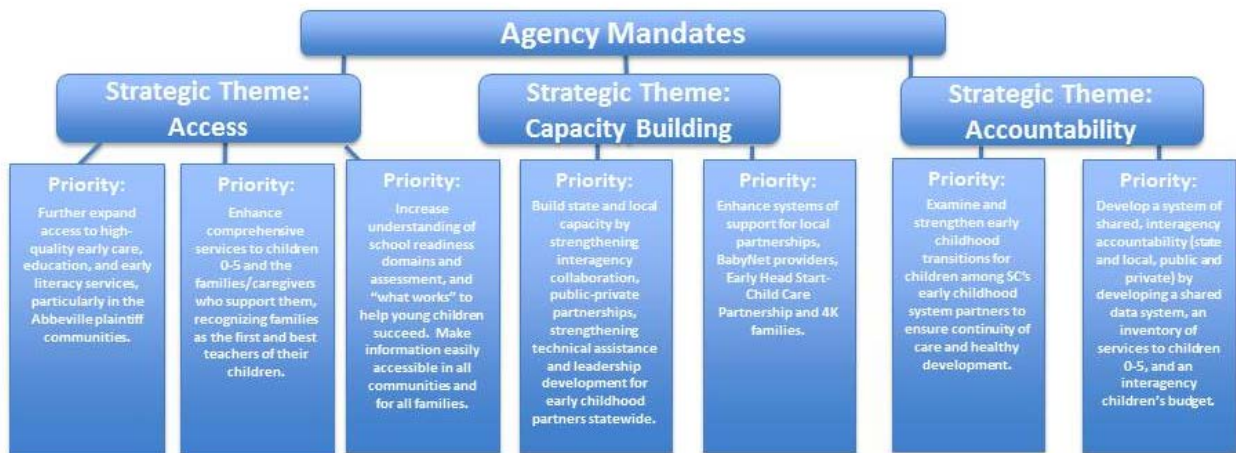 Agency Mandates
Strategic Theme:
Access
Strategic Theme:
Capacity Building
Strategic Theme:
Accountability
Priority:
Further expand
access to high-
quality early care,
education, and early
literacy services,
particularly in the
Abbeville plaintiff
communities.
Priority:
Enhance
comprehensive
services to children
0-5 and the
families/caregivers
who support them,
recognizing families
as the first and best
teachers of their
children.
Priority:
Increase
understanding of
school readiness
domains and
assessment, and
“what works” to
help young children
succeed. Make
information easily
accessible in all
communities and
for all families.
Priority:
Build state and local
capacity by
strengthening
interagency
collaboration,
public-private
partnerships,
strengthening
technical assistance
and leadership
development for
early childhood
partners statewide.
Priority:
Enhance systems of
support for local
partnerships,
BabyNet providers,
Early Head Start-
Child Care
Partnership and 4K
families.
Priority:
Examine and
strengthen early
childhood
transitions for
children among SC’s
early childhood
system partners to
ensure continuity of
care and healthy
development.
Priority:
Develop a system of
shared, interagency
accountability (state
and local, public and
private) by
developing a shared
data system, an
inventory of
services to children
0-5, and an
interagency
children’s budget.